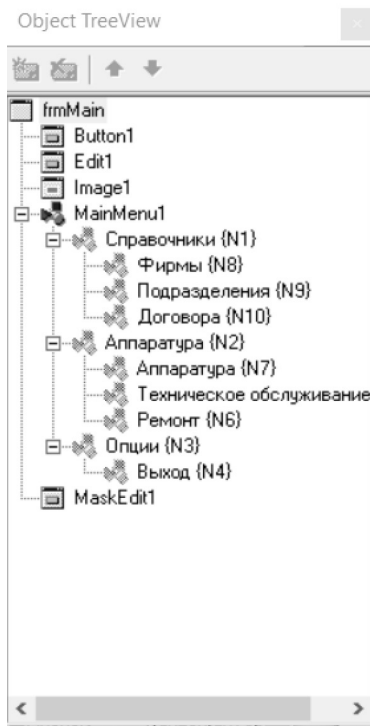 Object TreeView
frmMain
Button1
Edit1
Image1
MainMenu1
Справочники {N1}
Фирмы {N8}
Подразделения {N9}
Договора {N10}
Аппаратура {N2}
Аппаратура {N7}
Техническое обслуживание
Ремонт {N6}
Опции {N3}
Выход {N4}
MaskEdit1